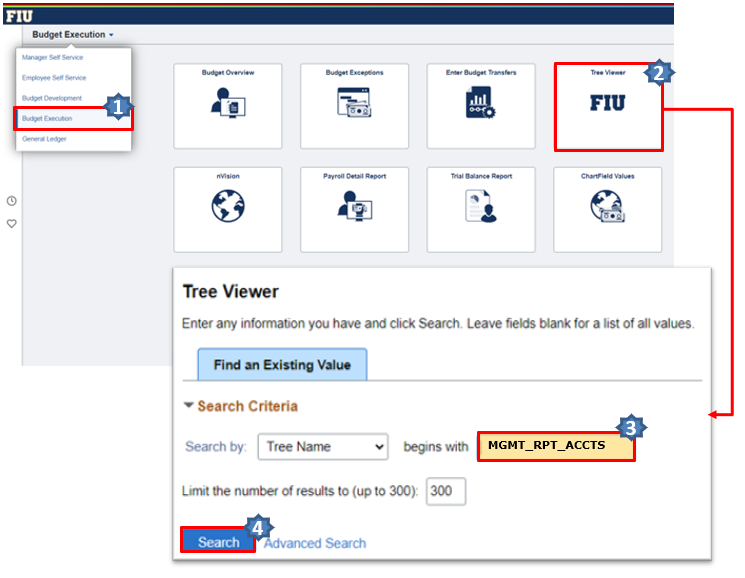 FIU
Budget Execution
Manager Self Service
Employee Self Service
Budget Development
1
Budget Execution
General Ledger
Budget Overview
Budget Exceptions
Enter Budget Transfers
Tree Viewer
2
FIU
nVision
Payroll Detail Report
Trial Balance Report
ChartField Values
Tree Viewer
Enter any information you have and click Search. Leave fields blank for a list of all values.
Find an Existing Value
Search Criteria
3
Search by: Tree Name begins with MGMT_RPT_ACCTS
Limit the number of results to (up to 300): 300
4
Search Advanced Search